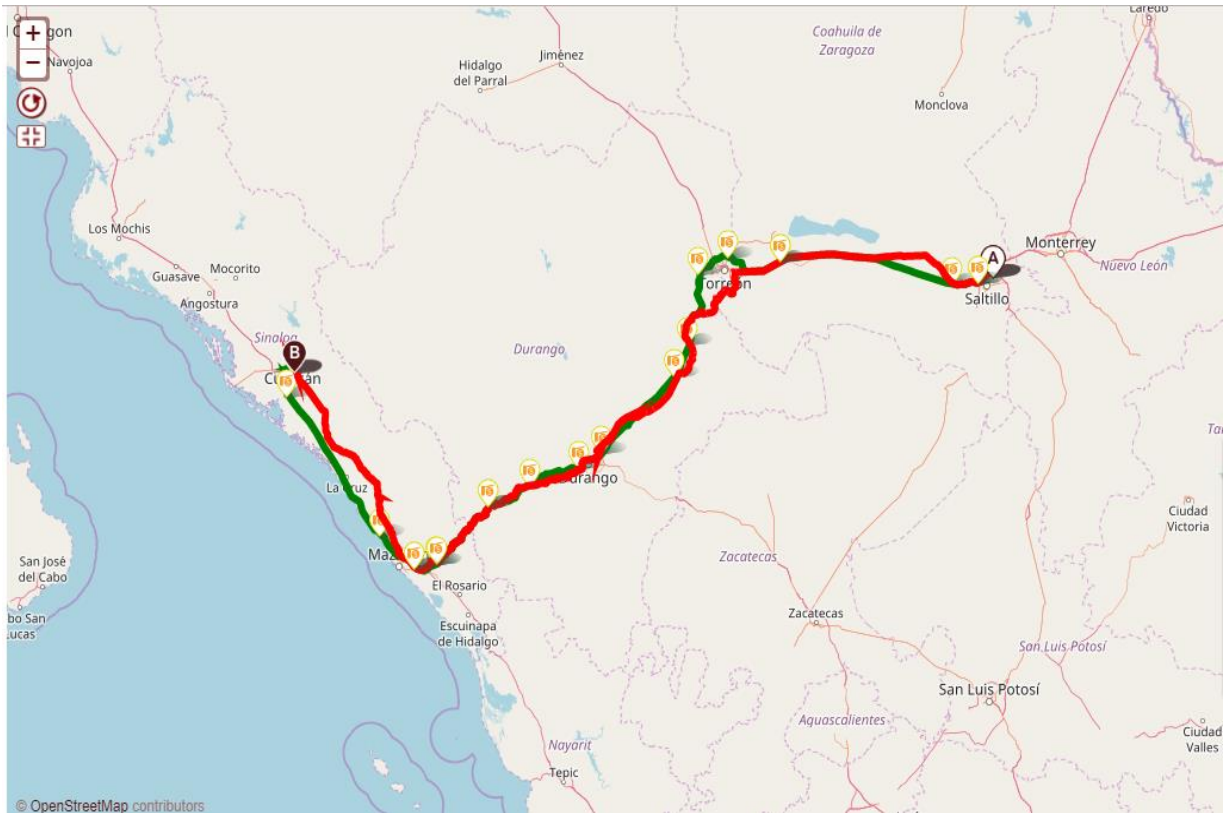 Laredo
+
−
Navojoa
Coahuila de
Zaragoza
Jiménez
Hidalgo
del Parral
Monclova
Los Mochis
Monterrey
Nuevo León
A
Guasave
Mocorito
Saltillo
Angostura
Sinaloa
Durango
B
La Cruz
Ciudad
Victoria
San José
del Cabo
Zacatecas
El Rosario
Escuinapa
de Hidalgo
Zacatecas
San Luis Potosí
San Luis Potosí
Aguascalientes
Nayarit
Ciudad
Valles
Tepic
© OpenStreetMap contributors